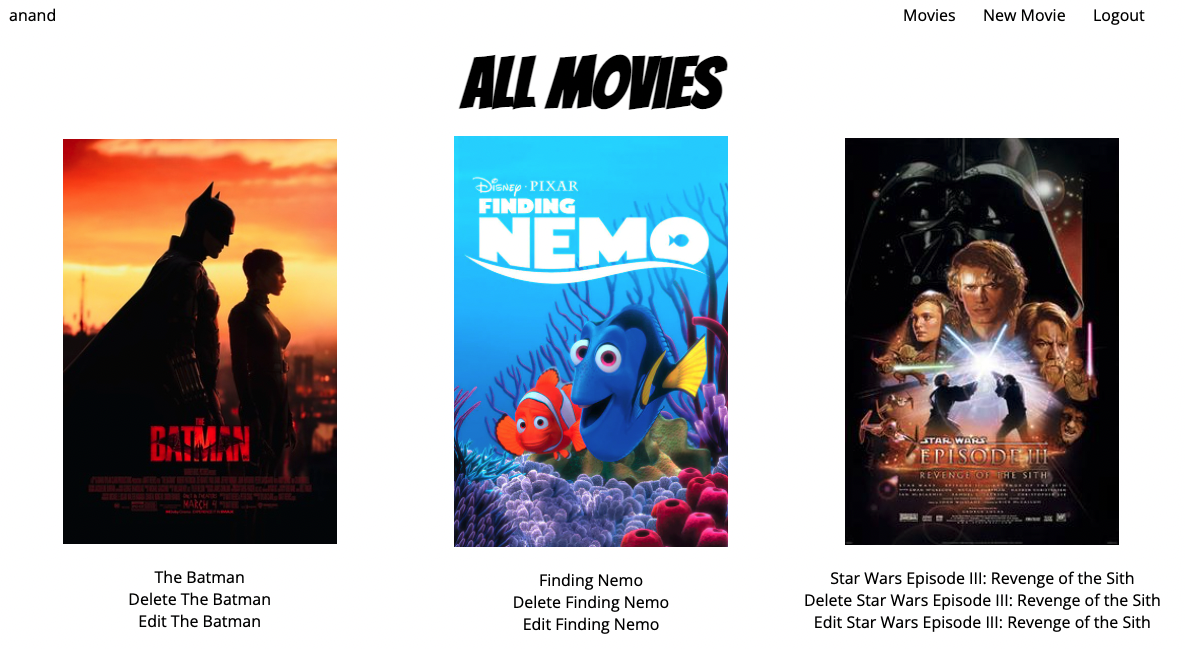 anand
Movies New Movie Logout
ALL MOVIES
THE
BATMAN
MARCH 4
The Batman
Delete The Batman
Edit The Batman
Disney · PIXAR
FINDING
NEMO
Finding Nemo
Delete Finding Nemo
Edit Finding Nemo
STAR WARS
EPISODE III
REVENGE OF THE SITH
Star Wars Episode III: Revenge of the Sith
Delete Star Wars Episode III: Revenge of the Sith
Edit Star Wars Episode III: Revenge of the Sith